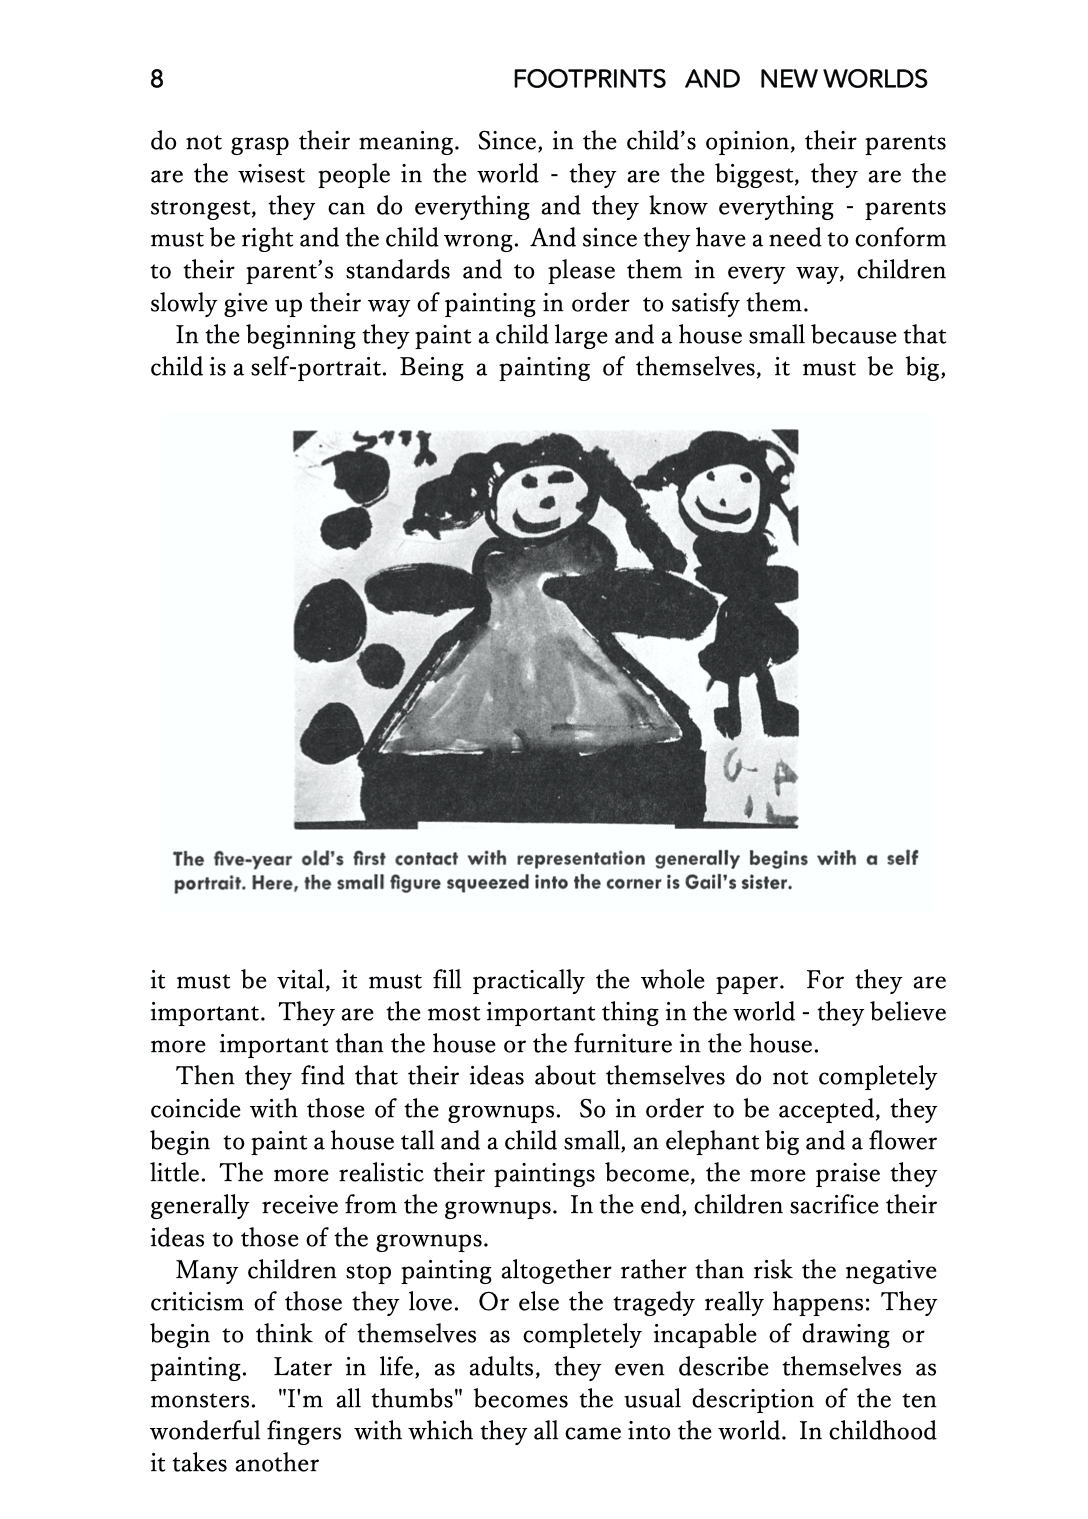 8 FOOTPRINTS AND NEW WORLDS
do not grasp their meaning. Since, in the child's opinion, their parents
are the wisest people in the world - they are the biggest, they are the
strongest, they can do everything and they know everything - parents
must be right and the child wrong. And since they have a need to conform
to their parent's standards and to please them in every way, children
slowly give up their way of painting in order to satisfy them.
In the beginning they paint a child large and a house small because that
child is a self-portrait. Being a painting of themselves, it must be big,
GA
IL
The five-year old's first contact with representation generally begins with a self
portrait. Here, the small figure squeezed into the corner is Gail's sister.
it must be vital, it must fill practically the whole paper. For they are
important. They are the most important thing in the world - they believe
more important than the house or the furniture in the house.
Then they find that their ideas about themselves do not completely
coincide with those of the grownups. So in order to be accepted, they
begin to paint a house tall and a child small, an elephant big and a flower
little. The more realistic their paintings become, the more praise they
generally receive from the grownups. In the end, children sacrifice their
ideas to those of the grownups.
Many children stop painting altogether rather than risk the negative
criticism of those they love. Or else the tragedy really happens: They
begin to think of themselves as completely incapable of drawing or
painting. Later in life, as adults, they even describe themselves as
monsters. "I'm all thumbs" becomes the usual description of the ten
wonderful fingers with which they all came into the world. In childhood
it takes another